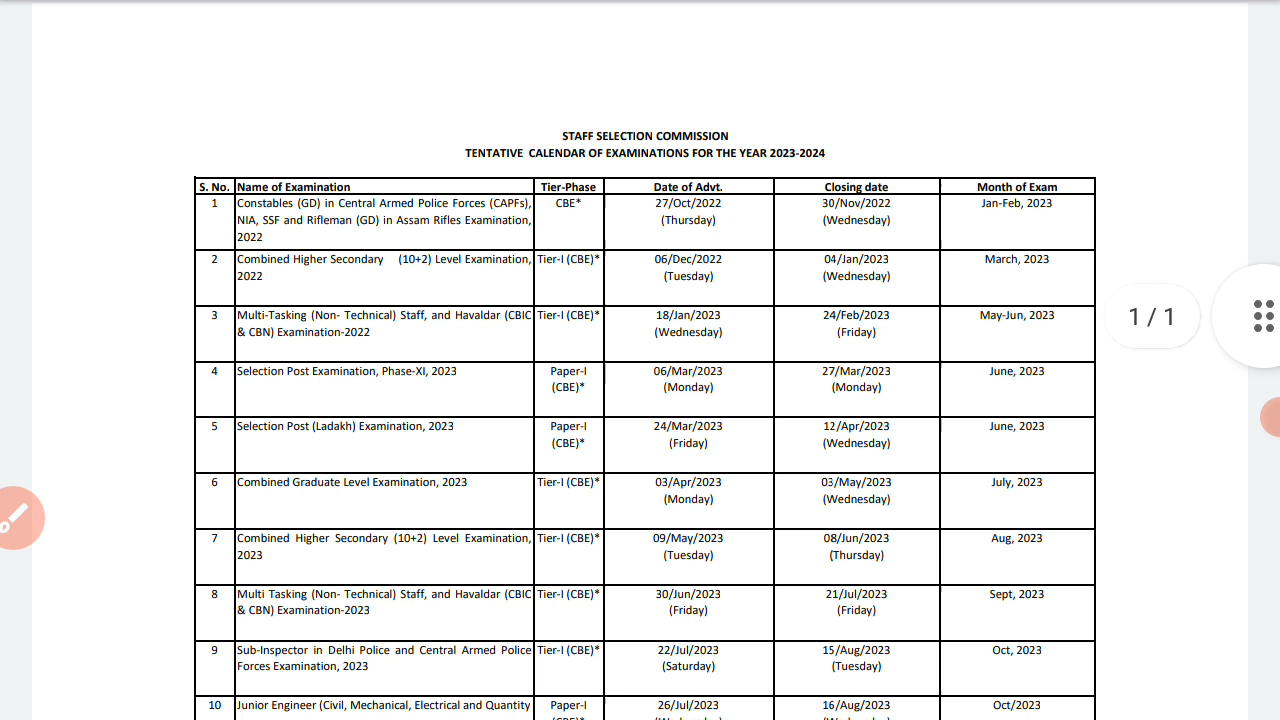 STAFF SELECTION COMMISSION
TENTATIVE CALENDAR OF EXAMINATIONS FOR THE YEAR 2023-2024
S. No. Name of Examination Tier-Phase Date of Advt. Closing date Month of Exam
1 Constables (GD) in Central Armed Police Forces (CAPFs), CBE* 27/Oct/2022 30/Nov/2022 Jan-Feb, 2023
NIA, SSF and Rifleman (GD) in Assam Rifles Examination, (Thursday) (Wednesday)
2022
2 Combined Higher Secondary (10+2) Level Examination, Tier-I (CBE)* 06/Dec/2022 04/Jan/2023 March, 2023
2022 (Tuesday) (Wednesday)
3 Multi-Tasking (Non- Technical) Staff, and Havaldar (CBIC Tier-I (CBE)* 18/Jan/2023 24/Feb/2023 May-Jun, 2023
& CBN) Examination-2022 (Wednesday) (Friday)
4 Selection Post Examination, Phase-XI, 2023 Paper-I 06/Mar/2023 27/Mar/2023 June, 2023
(CBE)* (Monday) (Monday)
5 Selection Post (Ladakh) Examination, 2023 Paper-I 24/Mar/2023 12/Apr/2023 June, 2023
(CBE)* (Friday) (Wednesday)
6 Combined Graduate Level Examination, 2023 Tier-I (CBE)* 03/Apr/2023 03/May/2023 July, 2023
(Monday) (Wednesday)
7 Combined Higher Secondary (10+2) Level Examination, Tier-I (CBE)* 09/May/2023 08/Jun/2023 Aug, 2023
2023 (Tuesday) (Thursday)
8 Multi Tasking (Non- Technical) Staff, and Havaldar (CBIC Tier-I (CBE)* 30/Jun/2023 21/Jul/2023 Sept, 2023
& CBN) Examination-2023 (Friday) (Friday)
9 Sub-Inspector in Delhi Police and Central Armed Police Tier-I (CBE)* 22/Jul/2023 15/Aug/2023 Oct, 2023
Forces Examination, 2023 (Saturday) (Tuesday)
10 Junior Engineer (Civil, Mechanical, Electrical and Quantity Paper-I 26/Jul/2023 16/Aug/2023 Oct/2023
1 / 1